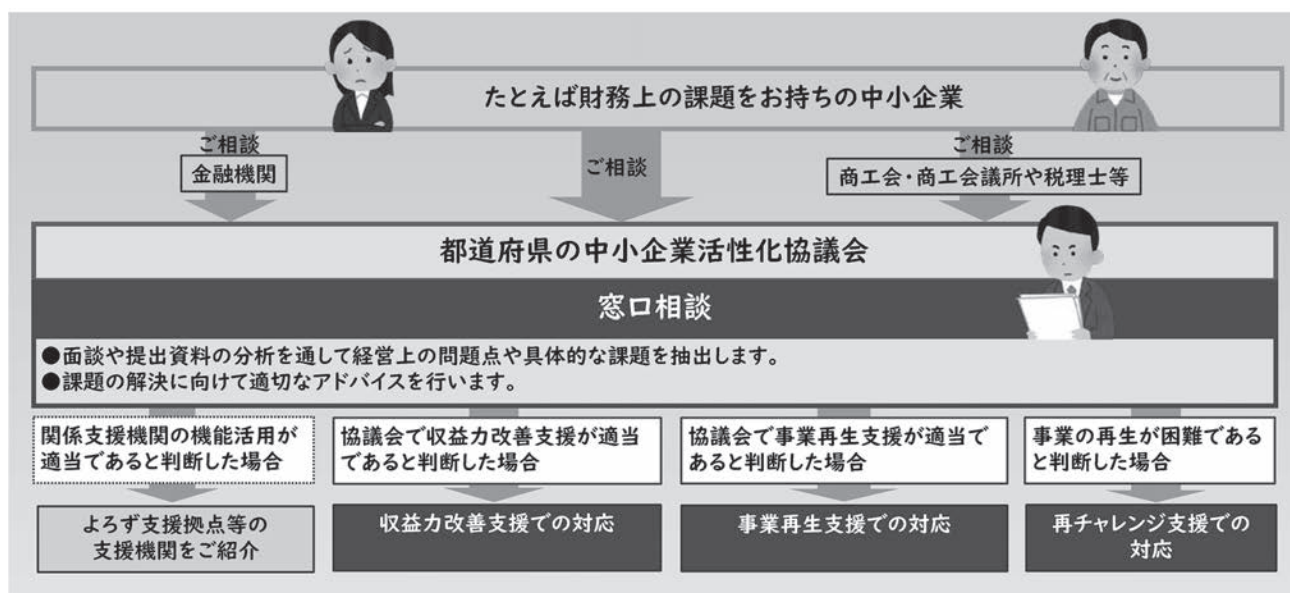 たとえば財務上の課題をお持ちの中小企業
ご相談
金融機関
ご相談
ご相談
商工会・商工会議所や税理士等
都道府県の中小企業活性化協議会
窓口相談
●面談や提出資料の分析を通して経営上の問題点や具体的な課題を抽出します。
●課題の解決に向けて適切なアドバイスを行います。
関係支援機関の機能活用が
適当であると判断した場合
協議会で収益力改善支援が適当
であると判断した場合
協議会で事業再生支援が適当で
あると判断した場合
事業の再生が困難である
と判断した場合
よろず支援拠点等の
支援機関をご紹介
収益力改善支援での対応
事業再生支援での対応
再チャレンジ支援での
対応